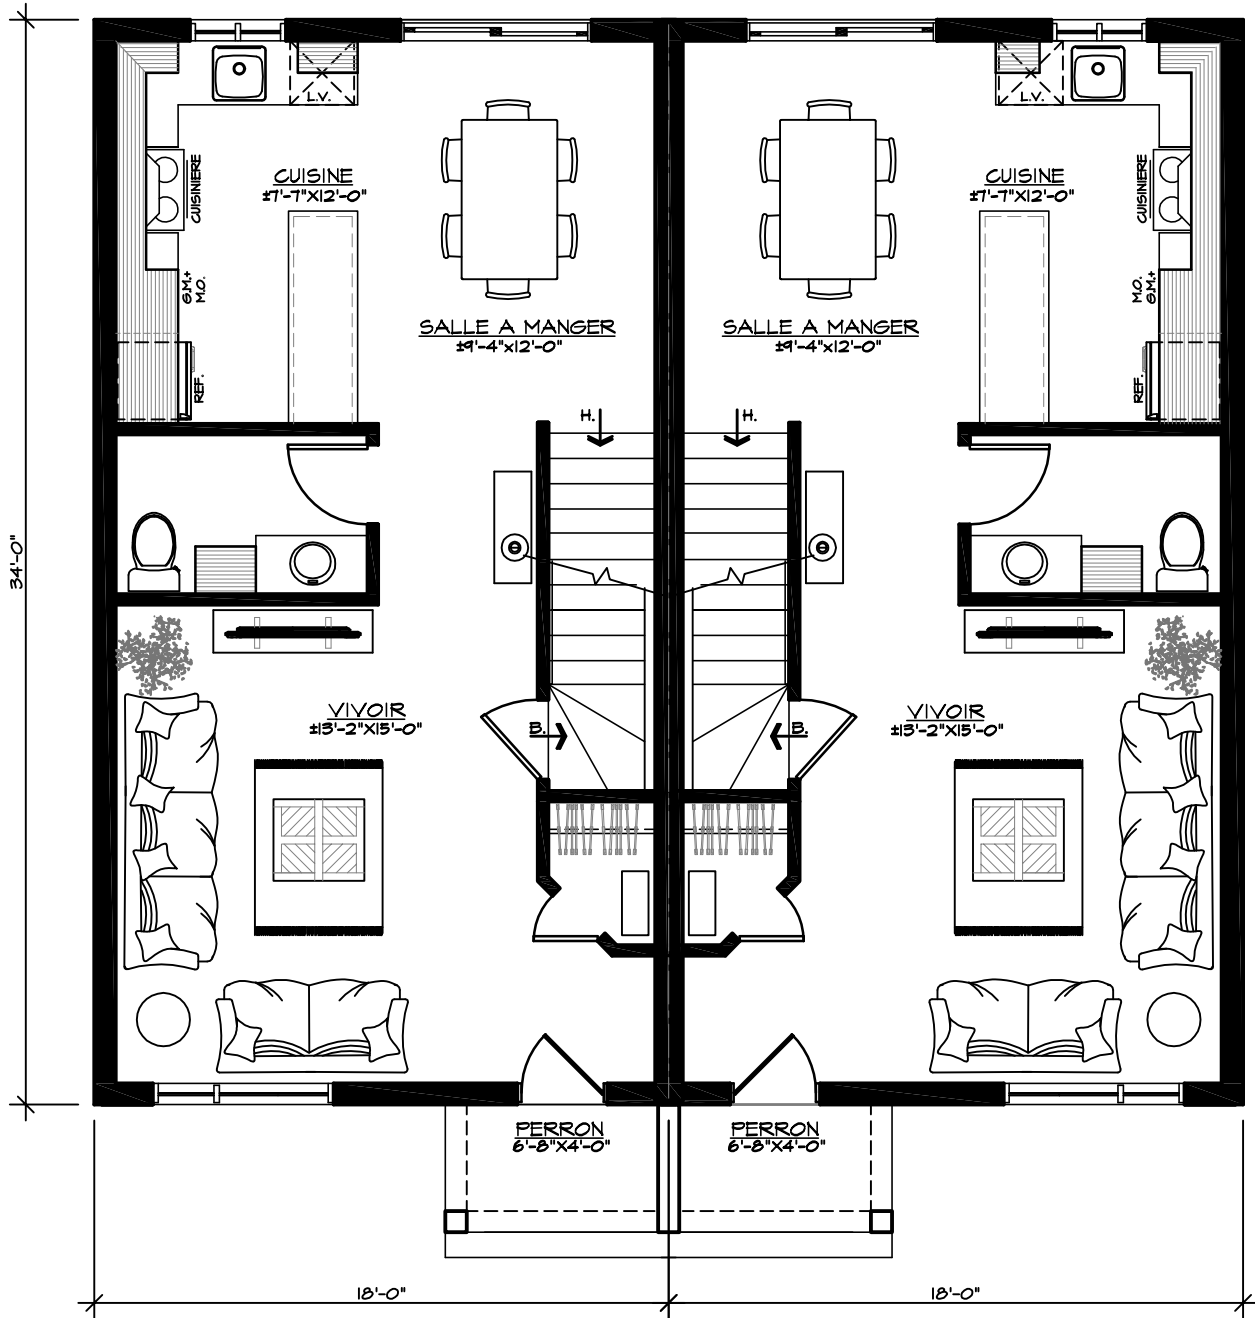 L.V.
L.V.
CUISINE
±7'-7"X12'-0"
CUISINE
±7'-7"X12'-0"
CUISINIERE
CUISINIERE
G.M.+
M.O.
M.O.
G.M.+
SALLE A MANGER
±9'-4"x12'-0"
SALLE A MANGER
±9'-4"x12'-0"
REF.
REF.
H.
H.
34'-0"
VIVOIR
±13'-2"X15'-0"
VIVOIR
±13'-2"X15'-0"
B.
B.
PERRON
6'-8"X4'-0"
PERRON
6'-8"X4'-0"
18'-0"
18'-0"